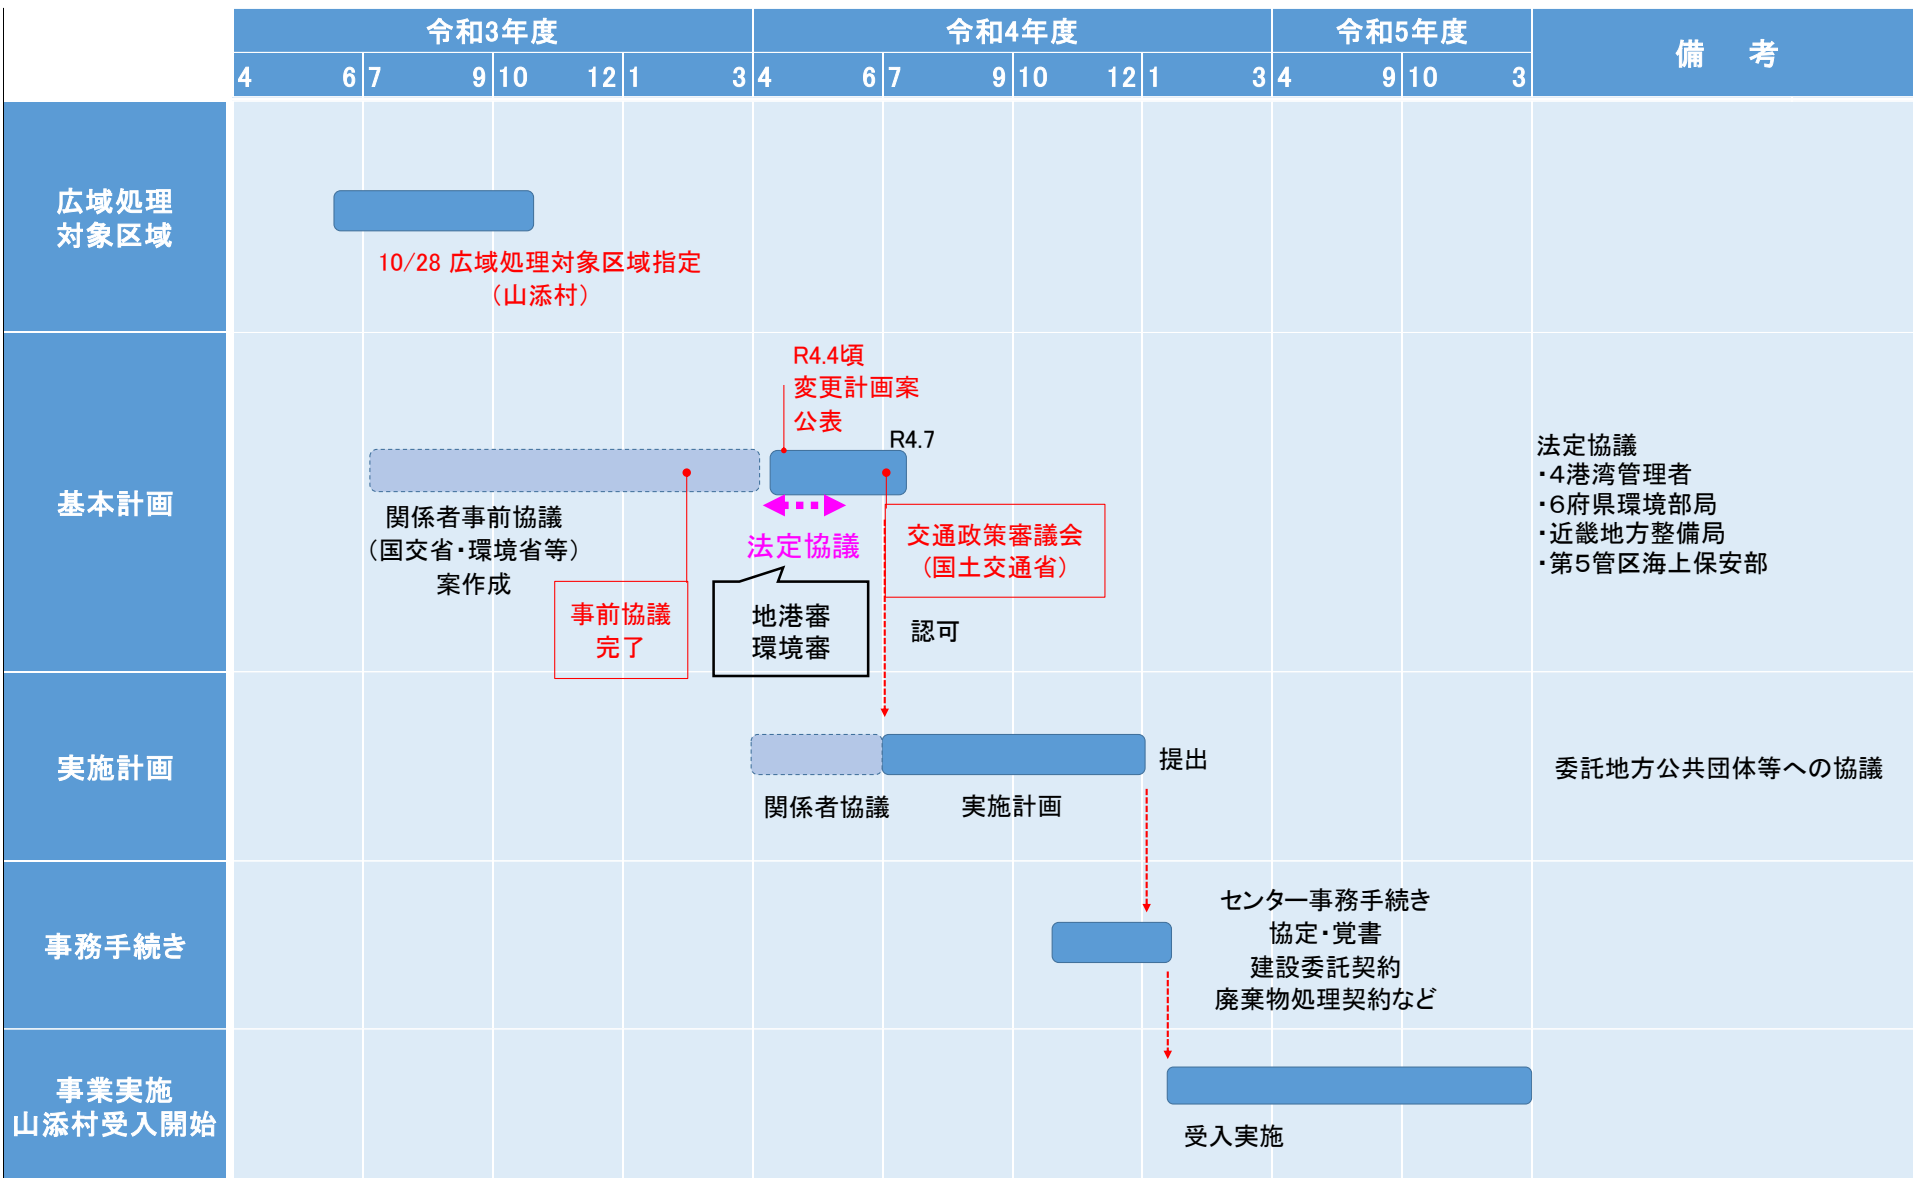 令和3年度
令和4年度
令和5年度
備　考
4 6 7 9 10 12 1 3 4 6 7 9 10 12 1 3 4 9 10 3
広域処理
対象区域
10/28 広域処理対象区域指定
（山添村）
基本計画
R4.4頃
変更計画案
公表
R4.7
関係者事前協議
（国交省・環境省等）
案作成
事前協議
完了
法定協議
地港審
環境審
交通政策審議会
（国土交通省）
認可
法定協議
・4港湾管理者
・6府県環境部局
・近畿地方整備局
・第5管区海上保安部
実施計画
関係者協議
実施計画
提出
委託地方公共団体等への協議
事務手続き
センター事務手続き
協定・覚書
建設委託契約
廃棄物処理契約など
事業実施
山添村受入開始
受入実施